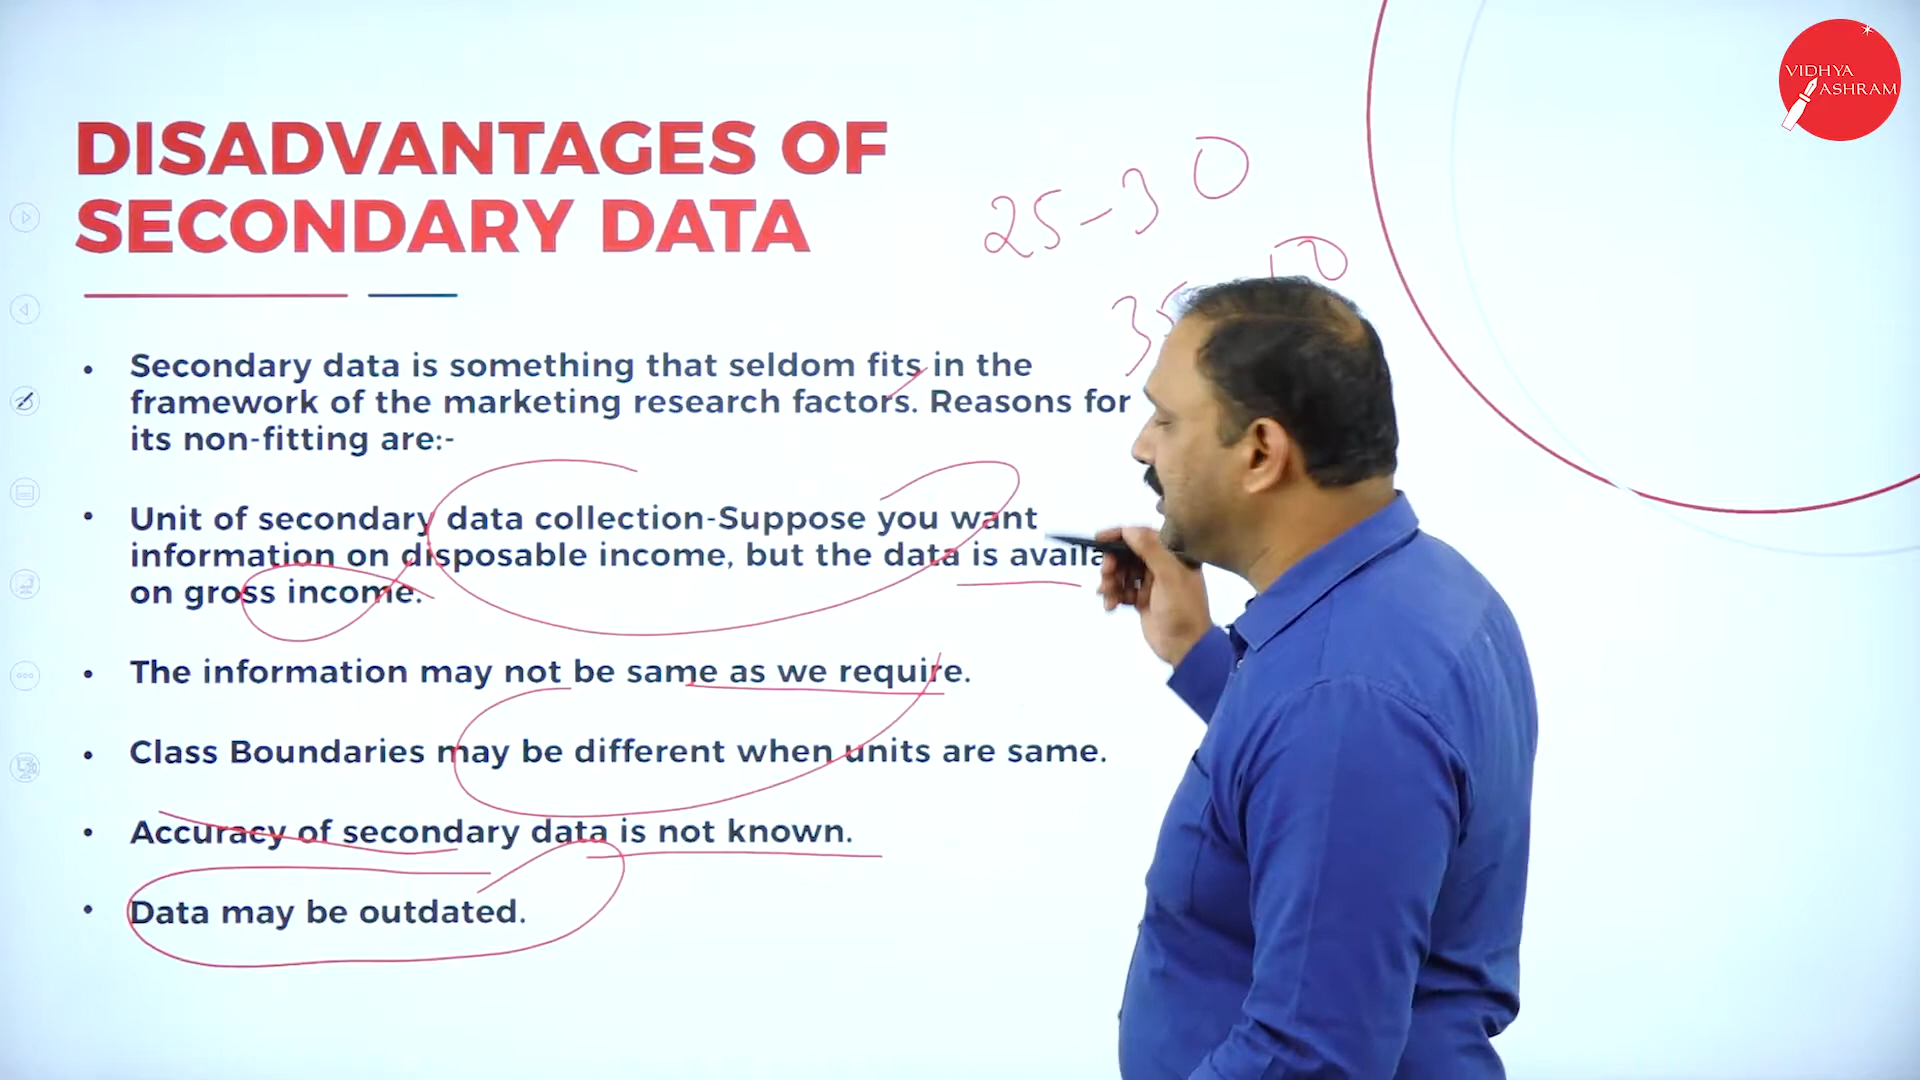 VIDHYA
ASHRAM
DISADVANTAGES OF
SECONDARY DATA
25-30
• Secondary data is something that seldom fits in the
framework of the marketing research factors. Reasons for
its non-fitting are:-
• Unit of secondary data collection-Suppose you want
information on disposable income, but the data is
on gross income.
• The information may not be same as we require.
• Class Boundaries may be different when units are same.
• Accuracy of secondary data is not known.
• Data may be outdated.